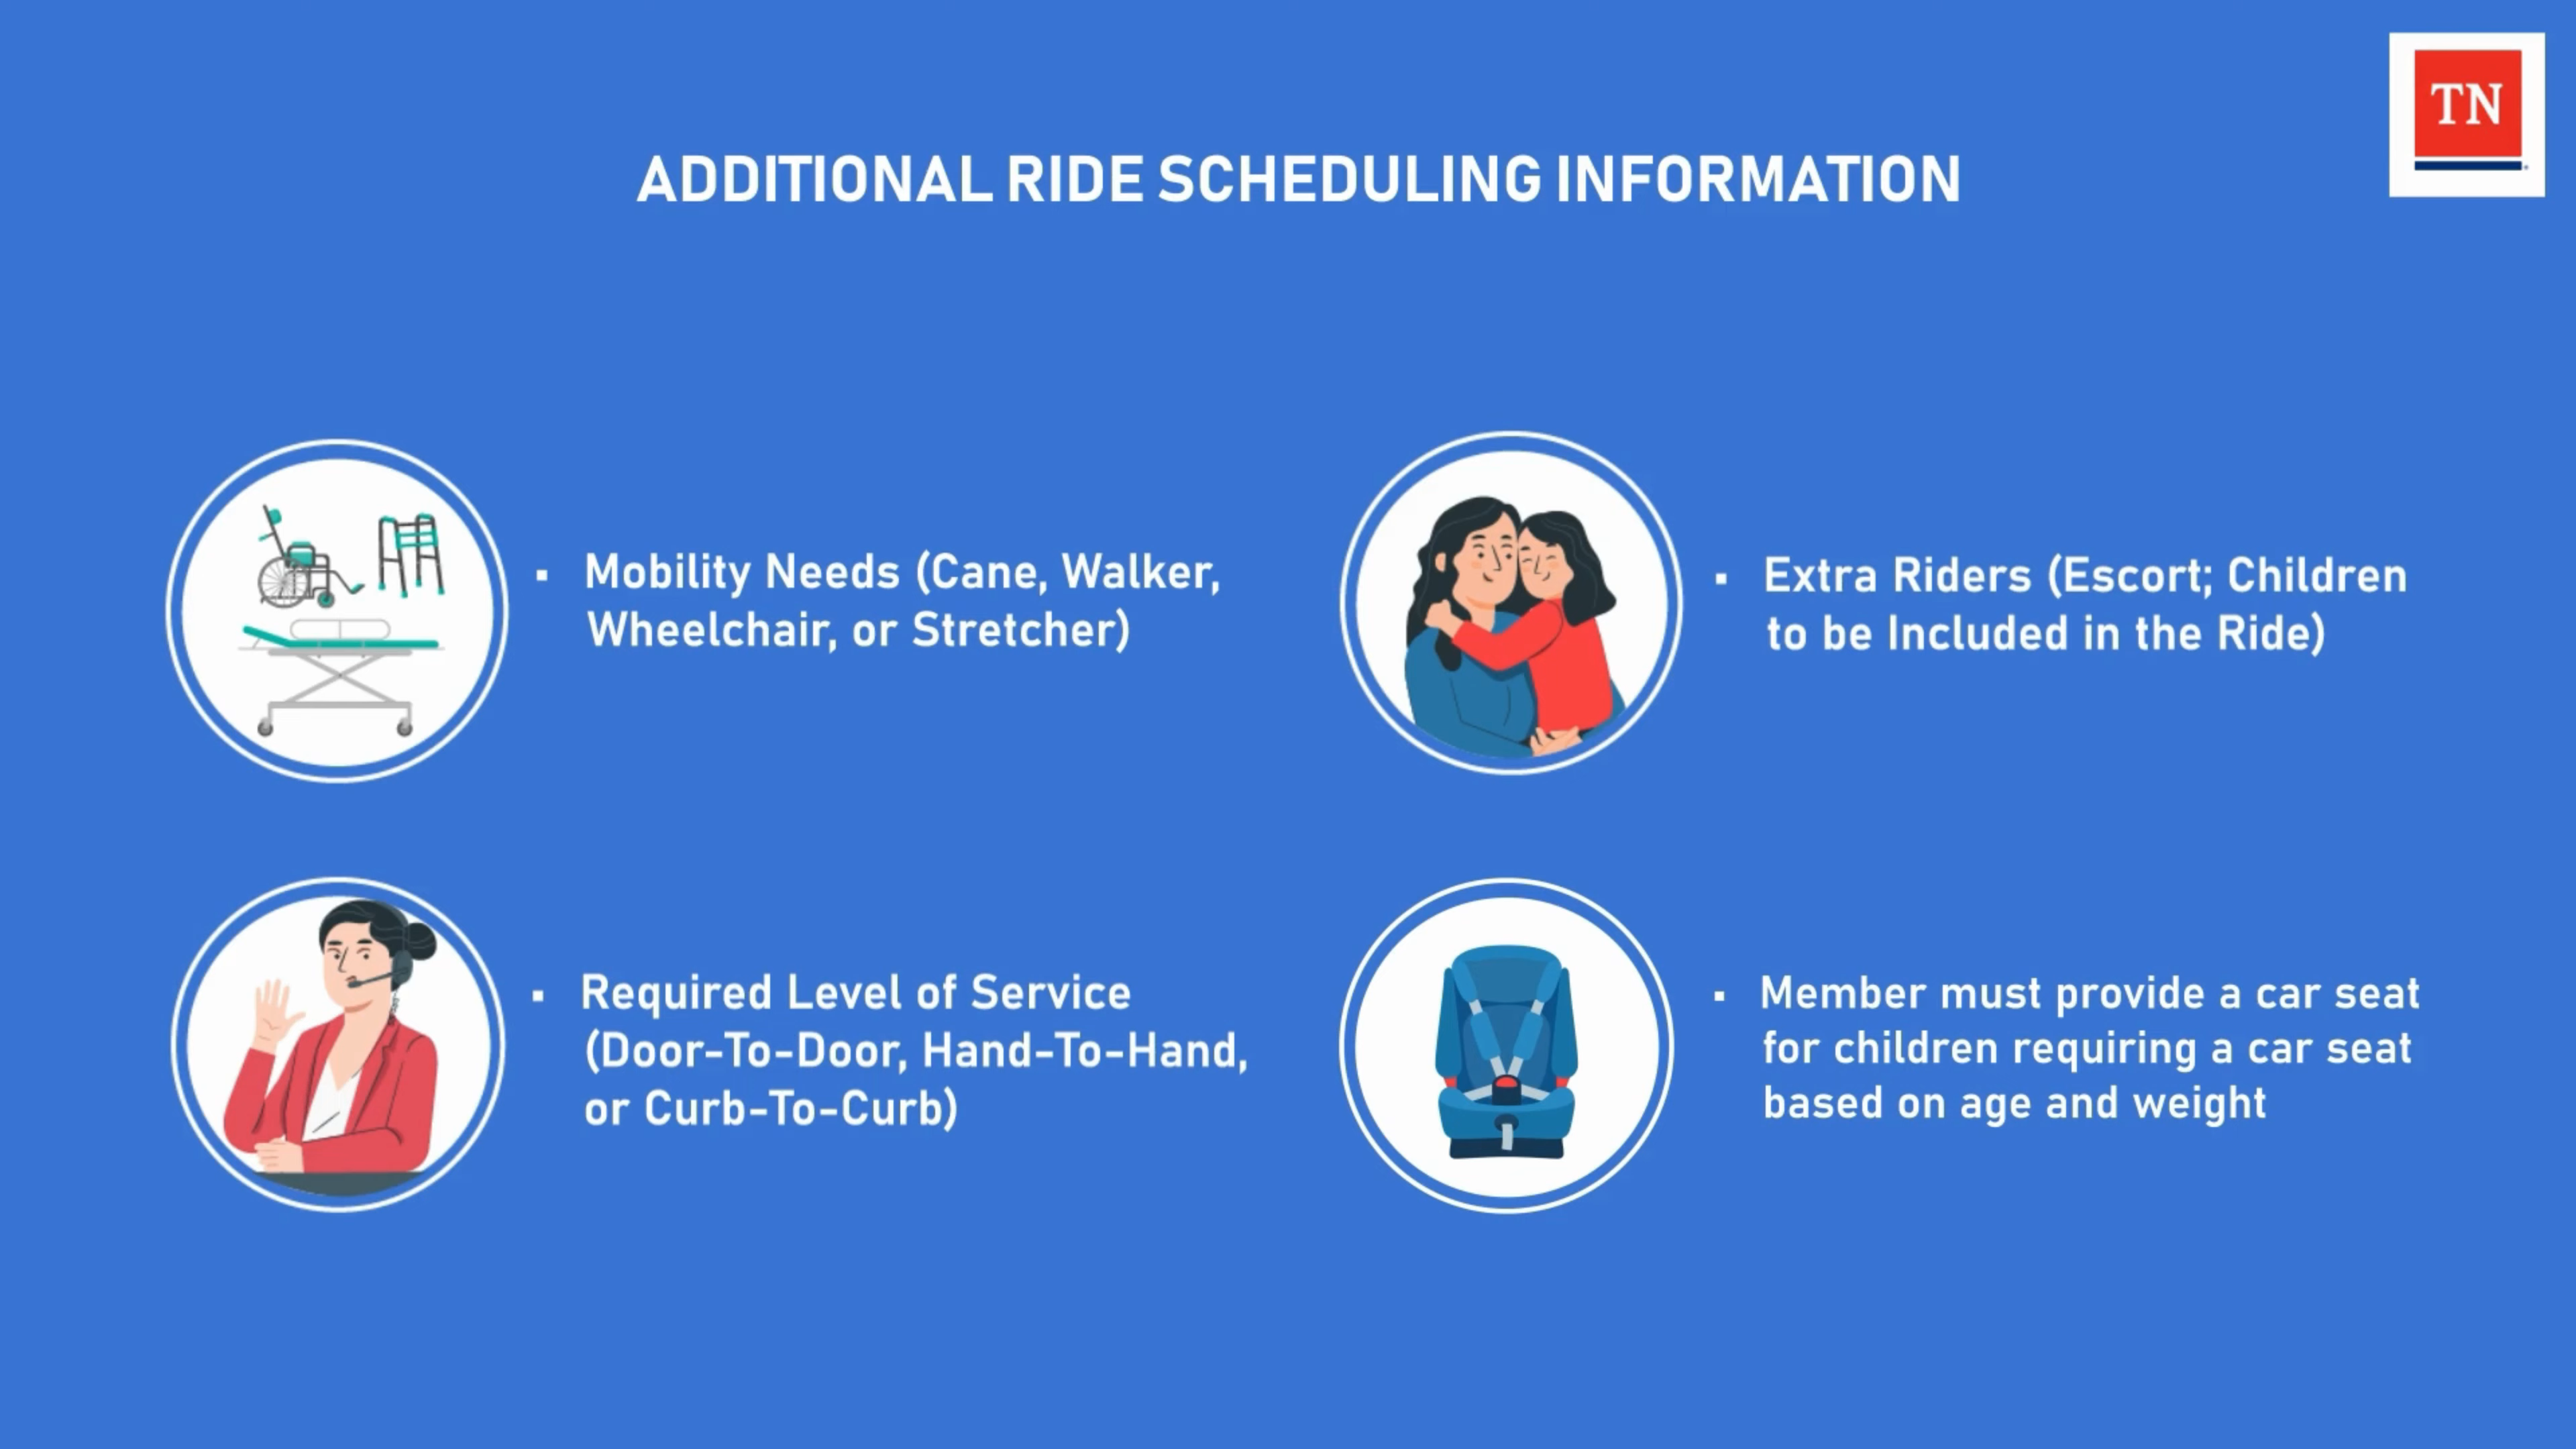 TN
ADDITIONAL RIDE SCHEDULING INFORMATION
▪ Mobility Needs (Cane, Walker,
Wheelchair, or Stretcher)
▪ Extra Riders (Escort; Children
to be Included in the Ride)
▪ Required Level of Service
(Door-To-Door, Hand-To-Hand,
or Curb-To-Curb)
▪ Member must provide a car seat
for children requiring a car seat
based on age and weight